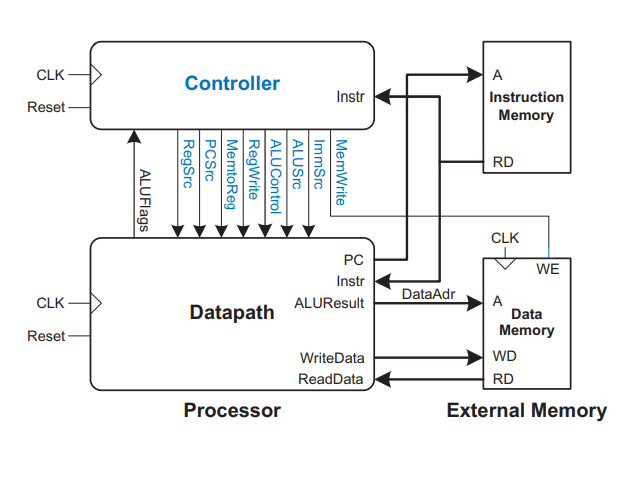 CLK
Controller
A
Reset
Instr
Instruction
Memory
RD
ALUFlags
RegSrc
PCSrc
MemtoReg
RegWrite
ALUControl
ALUSrc
ImmSrc
MemWrite
CLK
PC
WE
Instr
CLK
ALUResult
DataAdr
A
Datapath
Data
Memory
Reset
WriteData
WD
ReadData
RD
Processor
External Memory